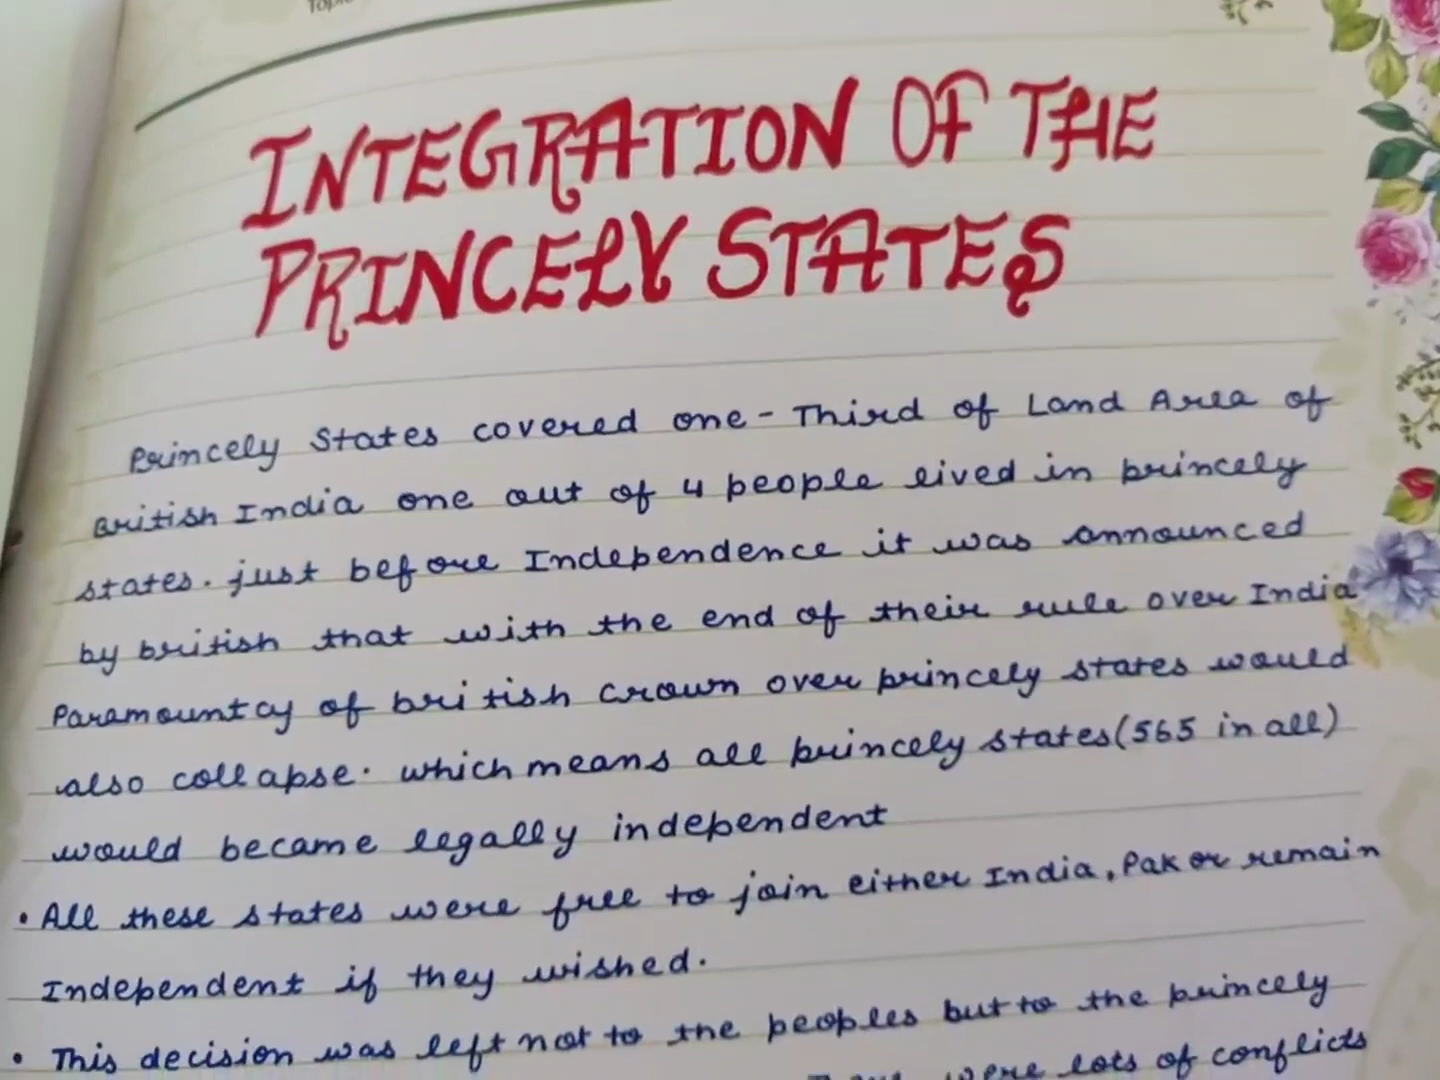 INTEGRATION OF THE
PRINCELY STATES
Princely States covered one - Third of Land Area of
British India one out of 4 people lived in princely
states. just before Independence it was announced
by british that with the end of their rule over India
Paramountcy of british crown over princely states would
also collapse. which means all princely states (565 in all)
would became legally independent
• All these states were free to join either India, Pak or remain
Independent if they wished.
• This decision was left not to the peoples but to the princely
were lots of conflicts